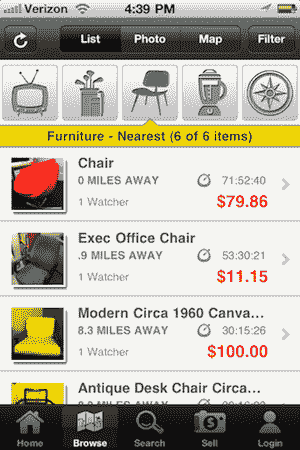 Verizon 4:39 PM
List Photo Map Filter
Furniture - Nearest (6 of 6 items)
Chair
0 MILES AWAY 71:52:40
1 Watcher $79.86
Exec Office Chair
.9 MILES AWAY 53:30:21
1 Watcher $11.15
Modern Circa 1960 Canva...
8.3 MILES AWAY 30:15:26
1 Watcher $100.00
Antique Desk Chair Circa...
MILES AWAY
Home Browse Search Sell Login